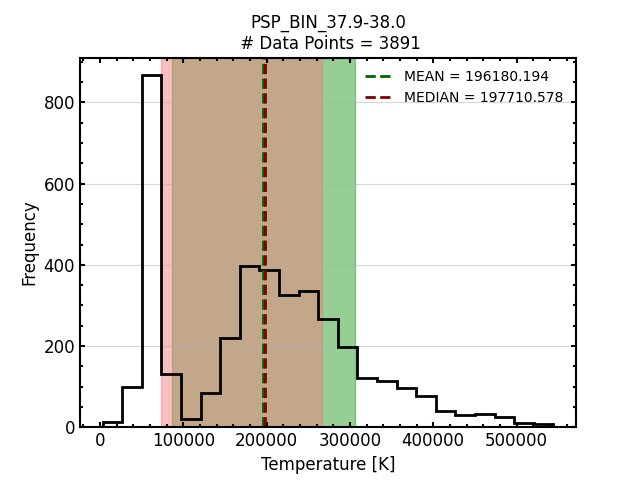 PSP_BIN_37.9-38.0
# Data Points = 3891
MEAN = 196180.194
MEDIAN = 197710.578
800
600
400
200
0
Frequency
0 100000 200000 300000 400000 500000
Temperature [K]